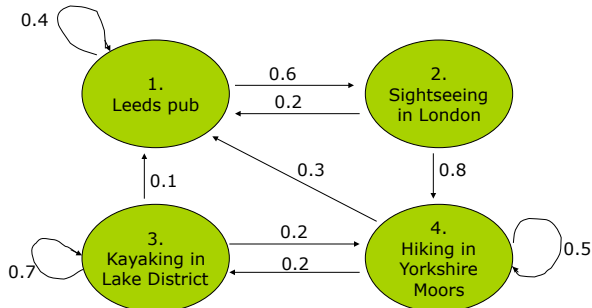 0.4
1.
Leeds pub
0.6
0.2
2.
Sightseeing
in London
0.3
0.8
0.1
3.
Kayaking in
Lake District
0.7
0.2
0.2
4.
Hiking in
Yorkshire
Moors
0.5